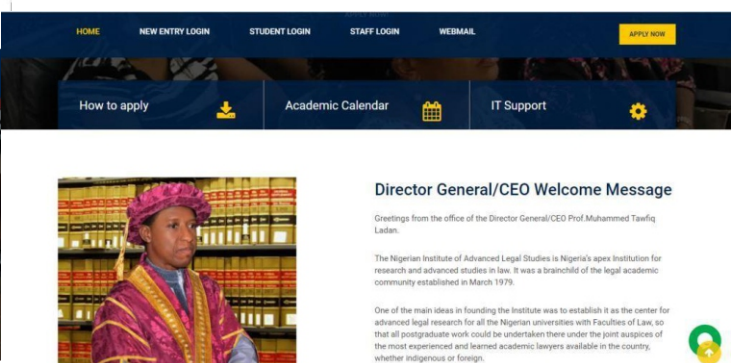 HOME NEW ENTRY LOGIN STUDENT LOGIN STAFF LOGIN WEBMAIL APPLY NOW
How to apply Academic Calendar IT Support
Director General/CEO Welcome Message
Greetings from the office of the Director General/CEO Prof.Muhammed Tawfiq
Ladan.
The Nigerian Institute of Advanced Legal Studies is Nigeria's apex Institution for
research and advanced studies in law. It was a brainchild of the legal academic
community established in March 1979.
One of the main ideas in founding the Institute was to establish it as the center for
advanced legal research for all the Nigerian universities with Faculties of Law, so
that all postgraduate work could be undertaken there under the joint auspices of
the most experienced and learned academic lawyers available in the country,
whether indigenous or foreign.